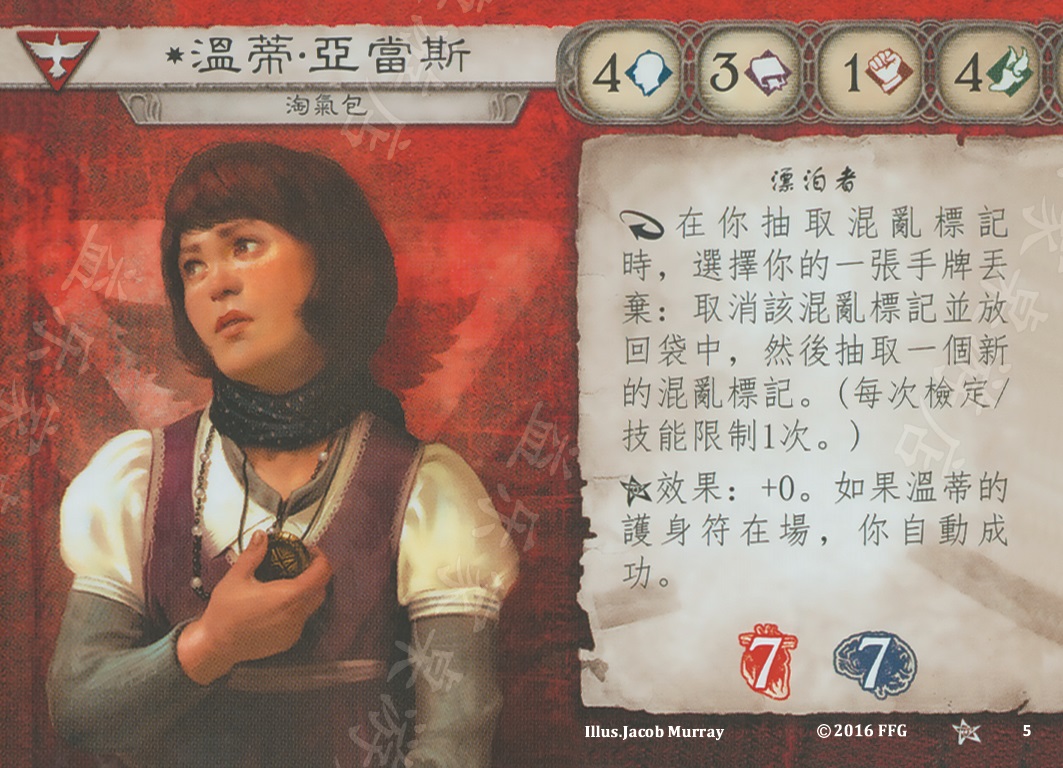 溫蒂·亞當斯
淘氣包
4 3 1 4
漂泊者
在你抽取混亂標記
時，選擇你的一張手牌丟
棄：取消該混亂標記並放
回袋中，然後抽取一個新
的混亂標記。（每次檢定/
技能限制1次。）
效果：+0。如果溫蒂的
護身符在場，你自動成
功。
7 7
Illus.Jacob Murray ©2016 FFG 5